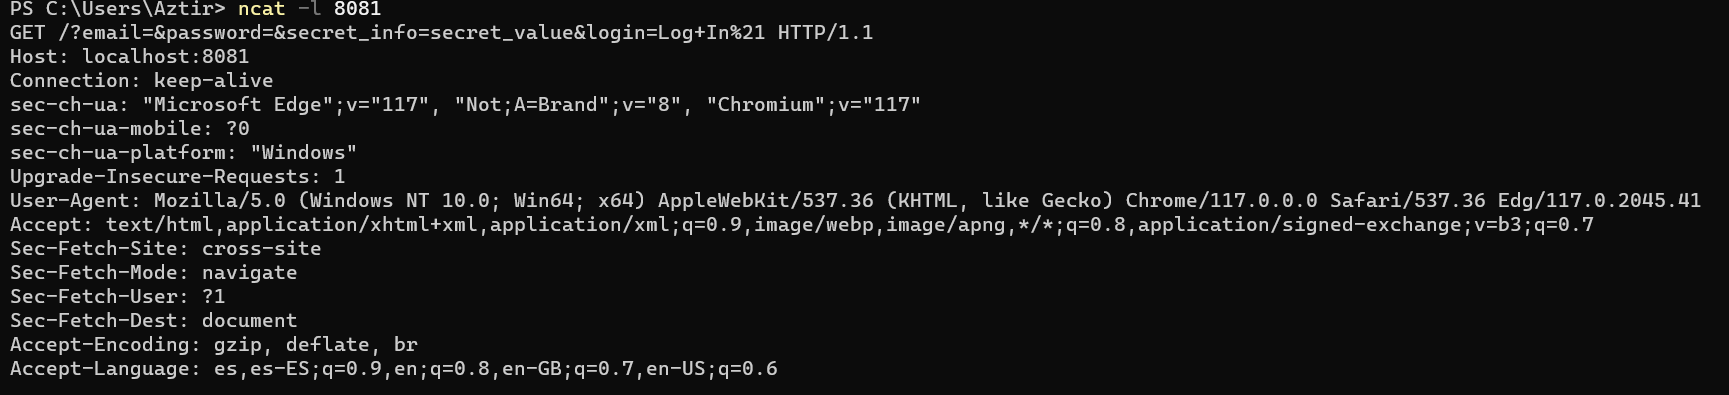 PS C:\Users\Aztir> ncat -l 8081
GET /?email=&password=&secret_info=secret_value&login=Log+In%21 HTTP/1.1
Host: localhost:8081
Connection: keep-alive
sec-ch-ua: "Microsoft Edge";v="117", "Not;A=Brand";v="8", "Chromium";v="117"
sec-ch-ua-mobile: ?0
sec-ch-ua-platform: "Windows"
Upgrade-Insecure-Requests: 1
User-Agent: Mozilla/5.0 (Windows NT 10.0; Win64; x64) AppleWebKit/537.36 (KHTML, like Gecko) Chrome/117.0.0.0 Safari/537.36 Edg/117.0.2045.41
Accept: text/html,application/xhtml+xml,application/xml;q=0.9,image/webp,image/apng,*/*;q=0.8,application/signed-exchange;v=b3;q=0.7
Sec-Fetch-Site: cross-site
Sec-Fetch-Mode: navigate
Sec-Fetch-User: ?1
Sec-Fetch-Dest: document
Accept-Encoding: gzip, deflate, br
Accept-Language: es,es-ES;q=0.9,en;q=0.8,en-GB;q=0.7,en-US;q=0.6